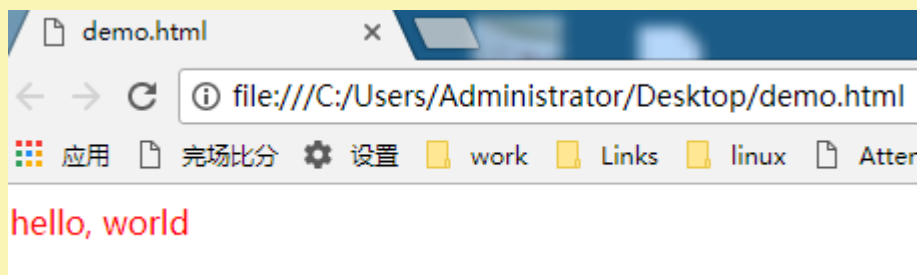 demo.html
file:///C:/Users/Administrator/Desktop/demo.html
应用 完场比分 设置 work Links linux Atter
hello, world